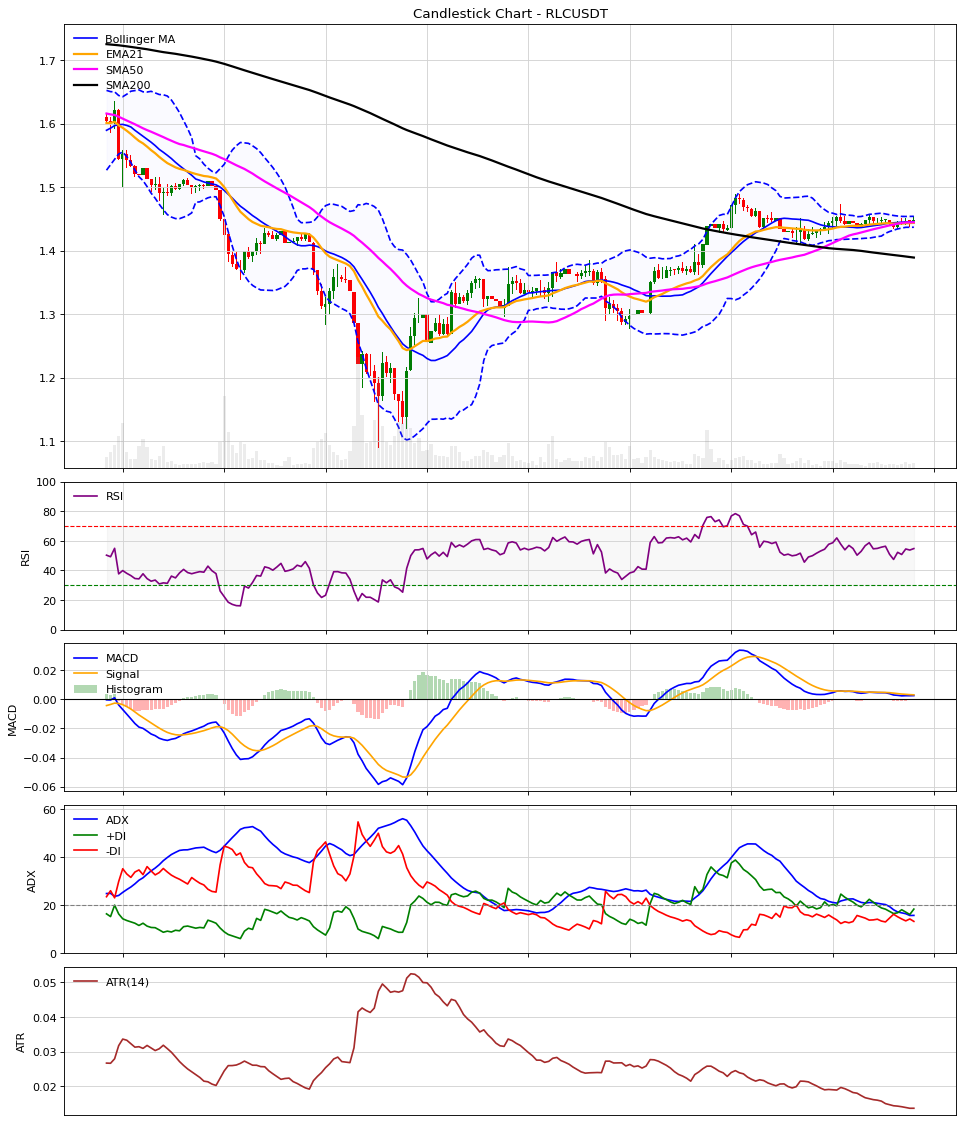 Candlestick Chart - RLCUSDT
Bollinger MA
EMA21
SMA50
SMA200
1.7
1.6
1.5
1.4
1.3
1.2
1.1
RSI
RSI
100
80
60
40
20
0
MACD
Signal
Histogram
MACD
0.02
0.00
−0.02
−0.04
−0.06
ADX
+DI
-DI
ADX
60
40
20
0
ATR(14)
ATR
0.05
0.04
0.03
0.02